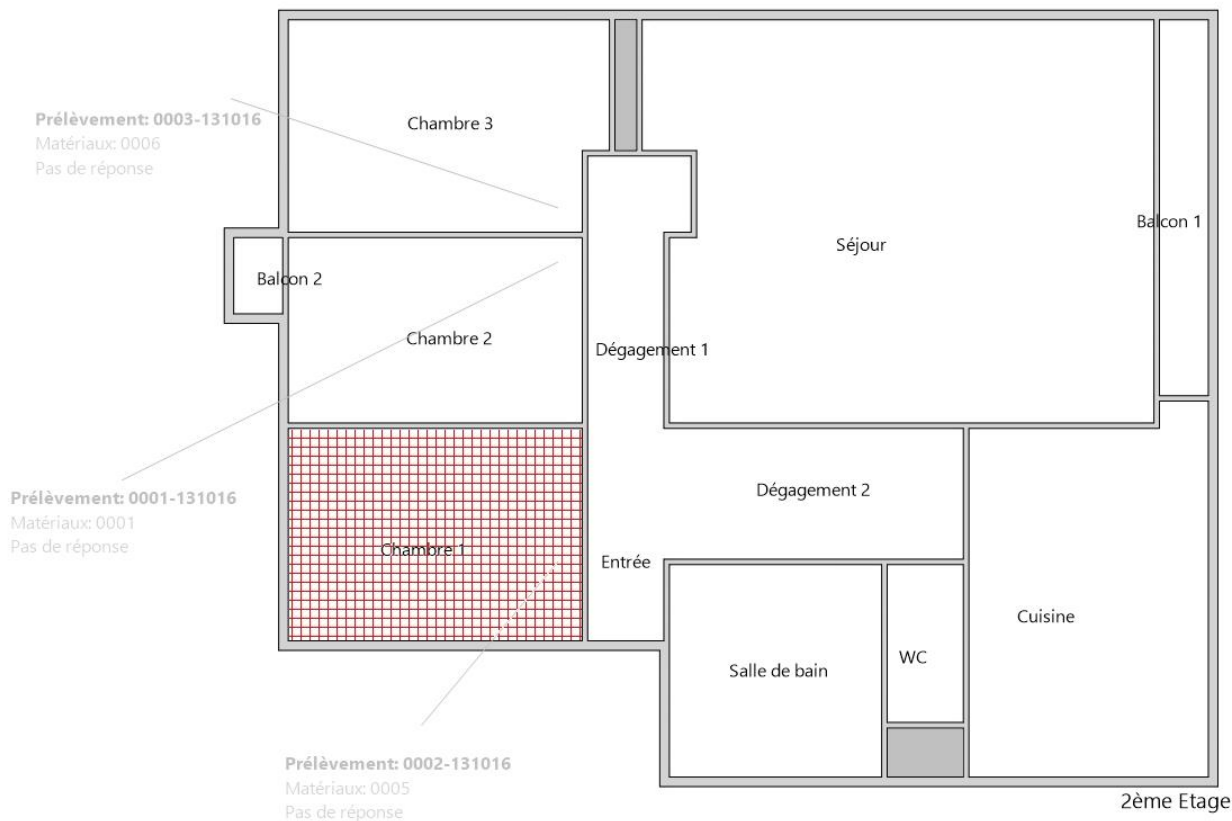 Prélèvement: 0003-131016
Matériaux: 0006
Pas de réponse
Chambre 3
Balcon 1
Séjour
Balcon 2
Chambre 2
Dégagement 1
Prélèvement: 0001-131016
Matériaux: 0001
Pas de réponse
Dégagement 2
Chambre 1
Entrée
Cuisine
WC
Salle de bain
Prélèvement: 0002-131016
Matériaux: 0005
Pas de réponse
2ème Etage